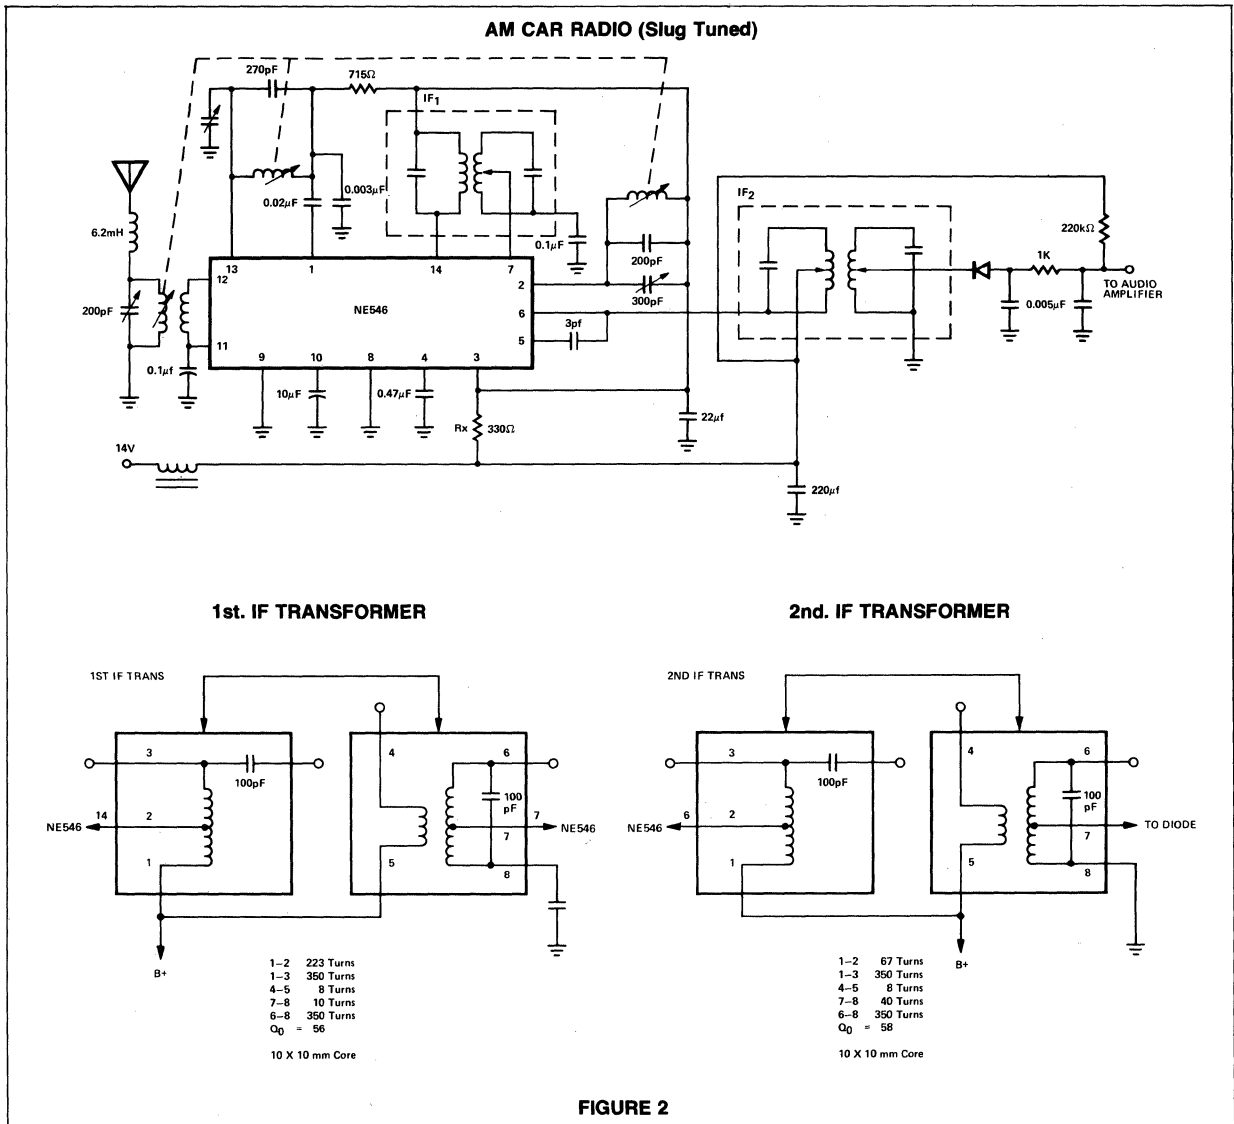 AM CAR RADIO (Slug Tuned)
270pF
715Ω
IF1
0.003μF
0.02μF
6.2mH
0.1μF
200pF
300pF
IF2
220kΩ
1K
TO AUDIO
AMPLIFIER
0.005μF
13
1
14
7
12
2
NE546
6
200pF
3pf
5
11
9
10
8
4
3
0.1μf
10μF
0.47μF
Rx
330Ω
22μf
14V
220μf
1st. IF TRANSFORMER
2nd. IF TRANSFORMER
1ST IF TRANS
3
100pF
14
2
NE546
1
4
6
100
pF
7
7
NE546
5
8
B+
1–2 223 Turns
1–3 350 Turns
4–5 8 Turns
7–8 10 Turns
6–8 350 Turns
Q0 = 56
10 X 10 mm Core
2ND IF TRANS
3
100pF
6
2
NE546
1
4
6
100
pF
7
TO DIODE
5
8
B+
1–2 67 Turns
1–3 350 Turns
4–5 8 Turns
7–8 40 Turns
6–8 350 Turns
Q0 = 58
10 X 10 mm Core
FIGURE 2